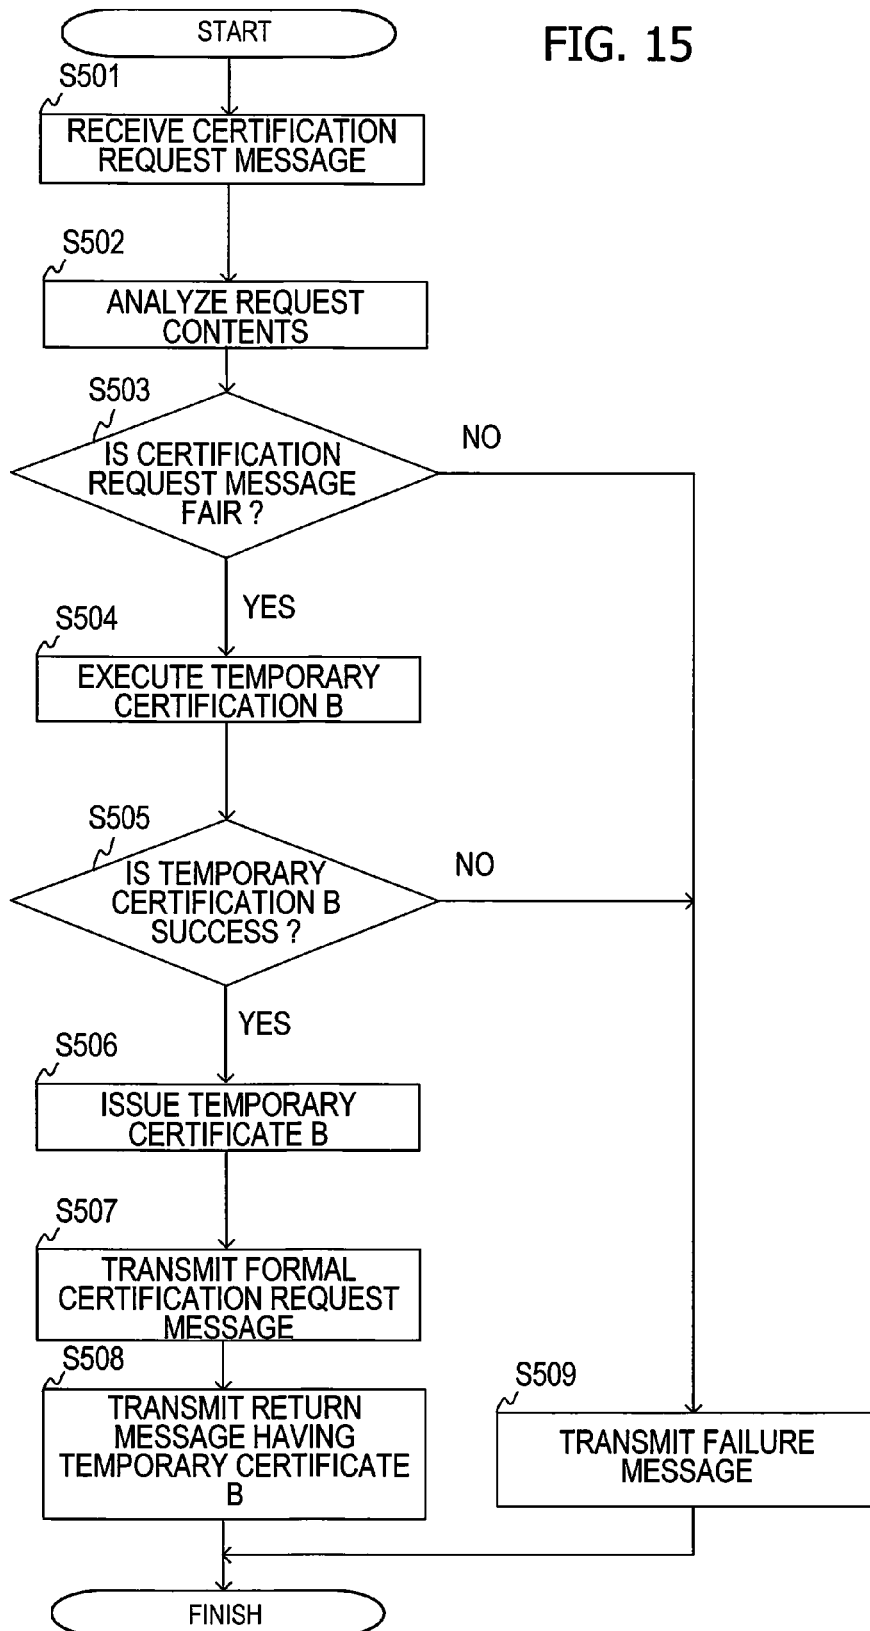 START
FIG. 15
S501
RECEIVE CERTIFICATION
REQUEST MESSAGE
S502
ANALYZE REQUEST
CONTENTS
S503
IS CERTIFICATION
REQUEST MESSAGE
FAIR ?
NO
YES
S504
EXECUTE TEMPORARY
CERTIFICATION B
S505
IS TEMPORARY
CERTIFICATION B
SUCCESS ?
NO
YES
S506
ISSUE TEMPORARY
CERTIFICATE B
S507
TRANSMIT FORMAL
CERTIFICATION REQUEST
MESSAGE
S508
TRANSMIT RETURN
MESSAGE HAVING
TEMPORARY CERTIFICATE
B
S509
TRANSMIT FAILURE
MESSAGE
FINISH